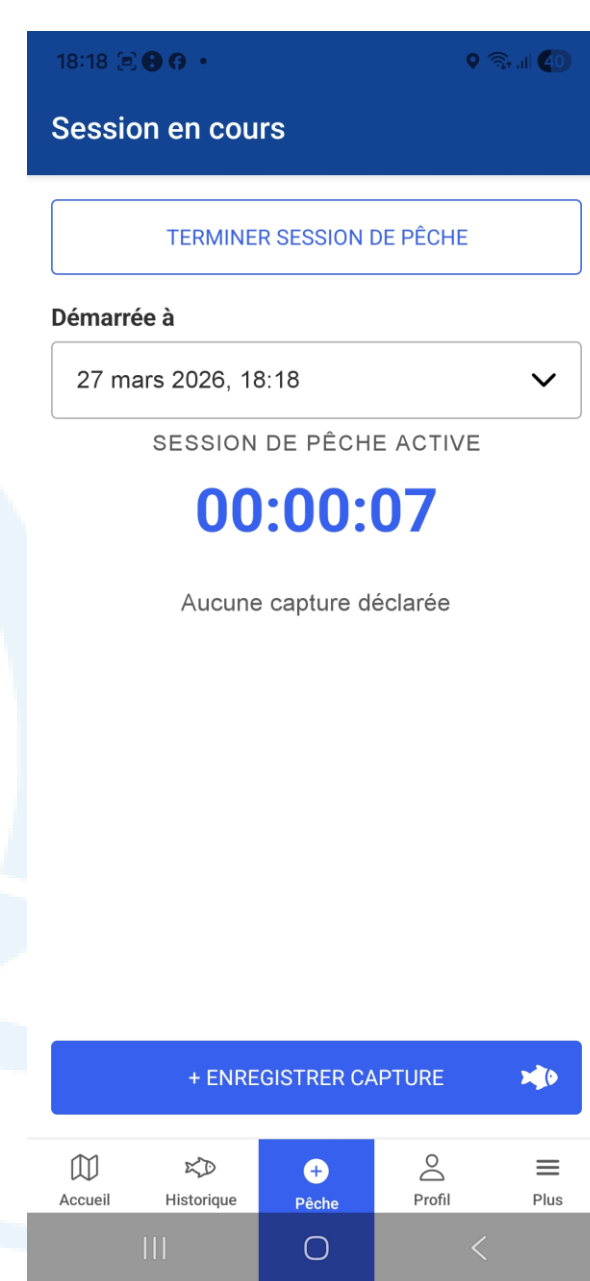 18:18
40
Session en cours
TERMINER SESSION DE PÊCHE
Démarrée à
27 mars 2026, 18:18
SESSION DE PÊCHE ACTIVE
00:00:07
Aucune capture déclarée
+ ENREGISTRER CAPTURE
Accueil Historique Pêche Profil Plus